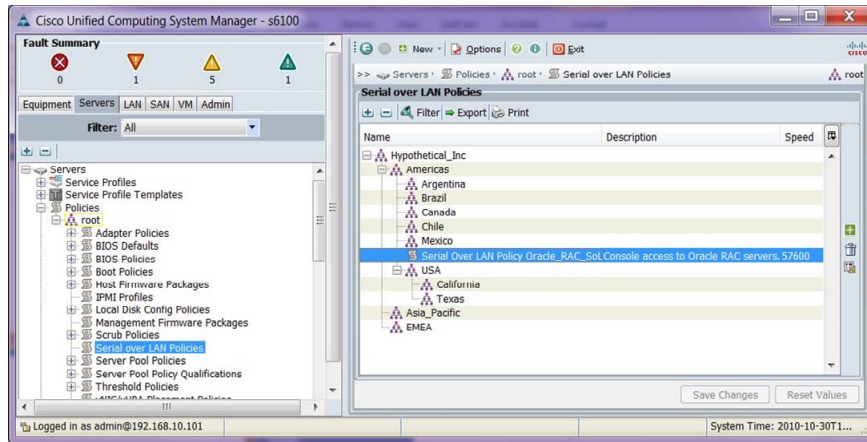 Cisco Unified Computing System Manager - s6100
Fault Summary
0 1 5 1
Equipment Servers LAN SAN VM Admin
Filter: All
Servers
Service Profiles
Service Profile Templates
Policies
root
Adapter Policies
BIOS Defaults
BIOS Policies
Boot Policies
Host Firmware Packages
IPMI Profiles
Local Disk Config Policies
Management Firmware Packages
Scrub Policies
Serial over LAN Policies
Server Pool Policies
Server Pool Policy Qualifications
Threshold Policies
vNIC/vHBA Placement Policies
New Options Exit
CISCO
>> Servers Policies root Serial over LAN Policies root
Serial over LAN Policies
Filter Export Print
Name Description Speed
Hypothetical_Inc
Americas
Argentina
Brazil
Canada
Chile
Mexico
Serial Over LAN Policy Oracle_RAC_SoL Console access to Oracle RAC servers. 57600
USA
California
Texas
Asia_Pacific
EMEA
Save Changes Reset Values
Logged in as admin@192.168.10.101 System Time: 2010-10-30T1...